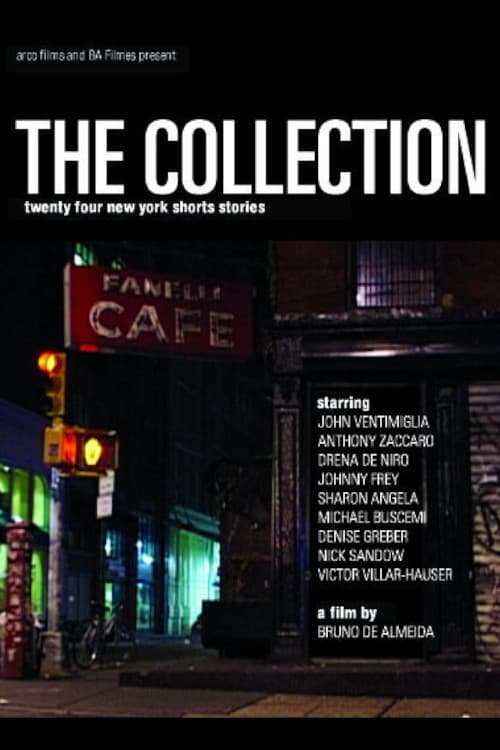 arco films and BA Filmes present
THE COLLECTION
twenty four new york shorts stories
FANELLI
CAFE
starring
JOHN VENTIMIGLIA
ANTHONY ZACCARO
DRENA DE NIRO
JOHNNY FREY
SHARON ANGELA
MICHAEL BUSCEMI
DENISE GREBER
NICK SANDOW
VICTOR VILLAR-HAUSER
a film by
BRUNO DE ALMEIDA